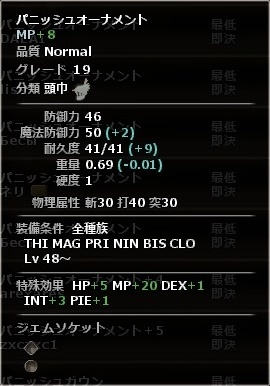 パニッシュオーナメント
MP+8
品質 Normal
グレード 19
分類 頭巾
防御力 46
魔法防御力 50 (+2)
耐久度 41/41 (+9)
重量 0.69 (-0.01)
硬度 1
物理属性 斬30 打40 突30
装備条件 全種族
THI MAG PRI NIN BIS CLO
Lv 48～
特殊効果 HP+5 MP+20 DEX+1
INT+3 PIE+1
ジェムソケット